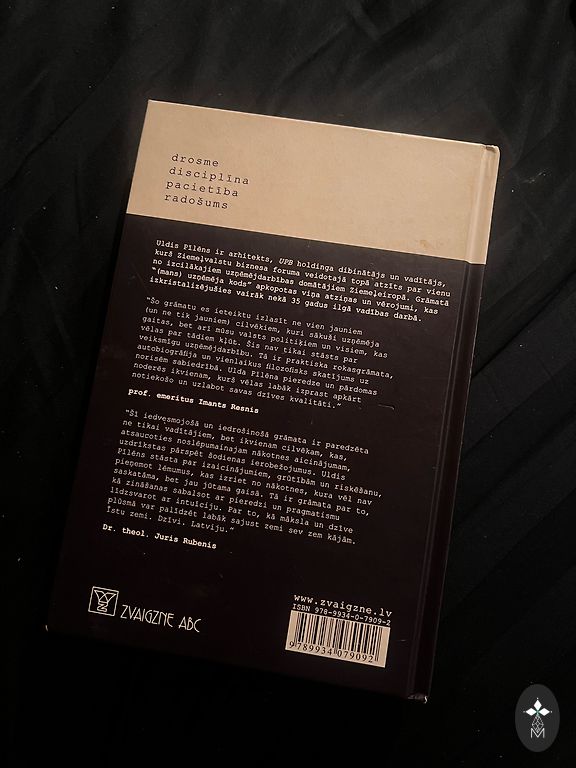 drosme
disciplīna
pacietība
radošums
Uldis Pīlēns ir arhitekts, UPB holdinga dibinātājs un vadītājs,
kurš Ziemeļvalstu biznesa foruma veidotajā topā atzīts par vienu
no izcilākajiem uzņēmējdarbības domātājiem Ziemeļeiropā. Grāmatā
"(mans) uzņēmēja kods" apkopotas viņa atziņas un vērojumi, kas
izkristalizējušies vairāk nekā 35 gadus ilgā vadības darbā.
"Šo grāmatu es ieteiktu izlasīt ne vien jauniem
(un ne tik jauniem) cilvēkiem, kuri sākuši uzņēmēja
gaitas, bet arī mūsu valsts politiķiem un visiem, kas
vēlas par tādiem kļūt. Šis nav tikai stāsts par
veiksmīgu uzņēmējdarbību. Tā ir praktiska rokasgrāmata,
autobiogrāfija un vienlaikus filozofisks skatījums uz
norisēm sabiedrībā. Ulda Pīlēna pieredze un pārdomas
noderēs ikvienam, kurš vēlas labāk izprast apkārt
notiekošo un uzlabot savas dzīves kvalitāti."
prof. emeritus Imants Resnis
"Šī iedvesmojošā un iedrošinošā grāmata ir paredzēta
ne tikai vadītājiem, bet ikvienam cilvēkam, kas,
atsaucoties noslēpumainajam nākotnes aicinājumam,
uzdrīkstas pārspēt šodienas ierobežojumus. Uldis
Pīlēns stāsta par izaicinājumiem, grūtībām un riskēšanu,
pieņemot lēmumus, kas izriet no nākotnes, kura vēl nav
saskatāma, bet jau jūtama gaisā. Tā ir grāmata par to,
kā zināšanas sabalsot ar pieredzi un pragmatismu
līdzsvarot ar intuīciju. Par to, kā māksla un dzīve
plūsmā var palīdzēt labāk sajust zemi sev zem kājām.
Īstu zemi. Dzīvi. Latviju."
Dr. theol. Juris Rubenis
ZVAIGZNE ABC
www.zvaigzne.lv
ISBN 978-9934-0-7909-2
9789934079092
M